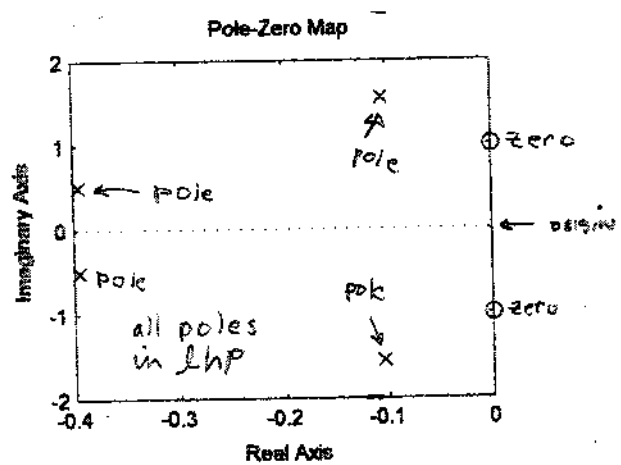 Pole-Zero Map
2
1
0
-1
-2
-0.4
-0.3
-0.2
-0.1
0
Imaginary Axis
Real Axis
pole
zero
pole
origin
pole
pole
zero
all poles
in lhp